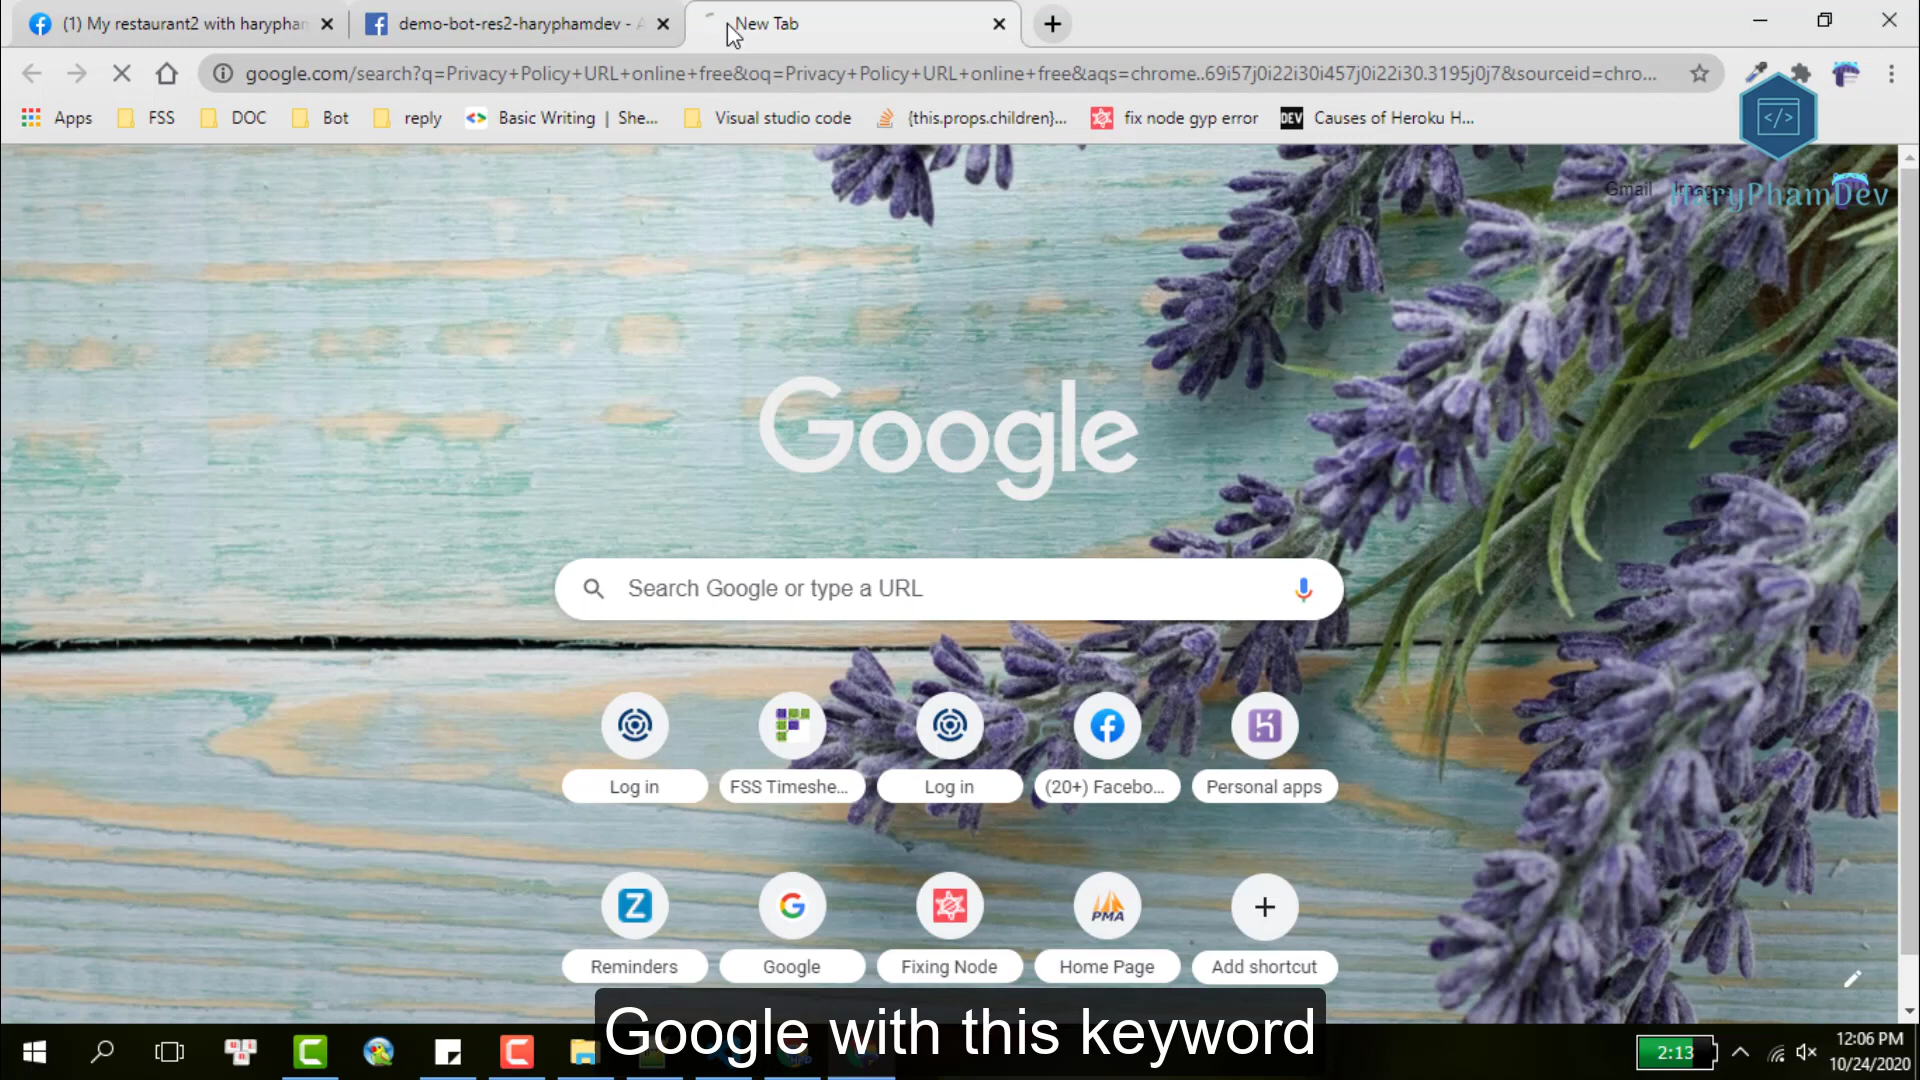 (1) My restaurant2 with haryphan
demo-bot-res2-haryphamdev - A
New Tab
google.com/search?q=Privacy+Policy+URL+online+free&oq=Privacy+Policy+URL+online+free&aqs=chrome..69i57j0i22i30i457j0i22i30.3195j0j7&sourceid=chro...
Apps
FSS
DOC
Bot
reply
Basic Writing | She...
Visual studio code
{this.props.children}...
fix node gyp error
DEV
Causes of Heroku H...
</>
Gmail Images
HaryPhamDev
Google
Search Google or type a URL
Log in
FSS Timeshe...
Log in
(20+) Facebo...
Personal apps
PMA
Reminders
Google
Fixing Node
Home Page
Add shortcut
Google with this keyword
2:13
12:06 PM
10/24/2020